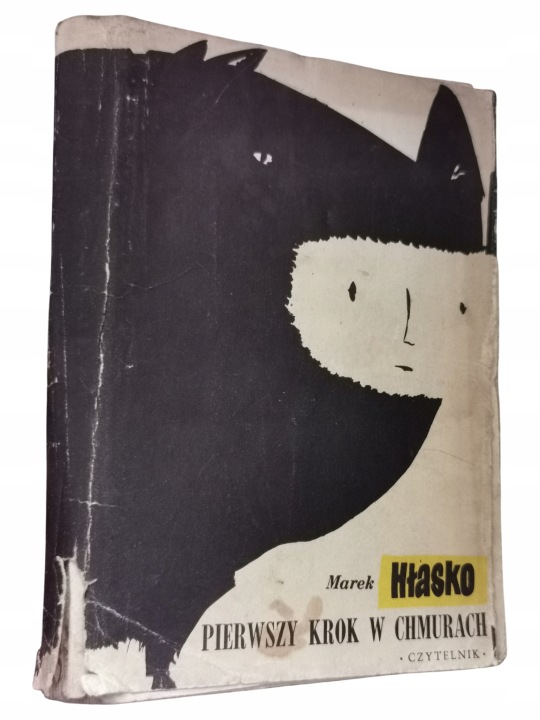 Marek Hłasko
PIERWSZY KROK W CHMURACH
• CZYTELNIK •